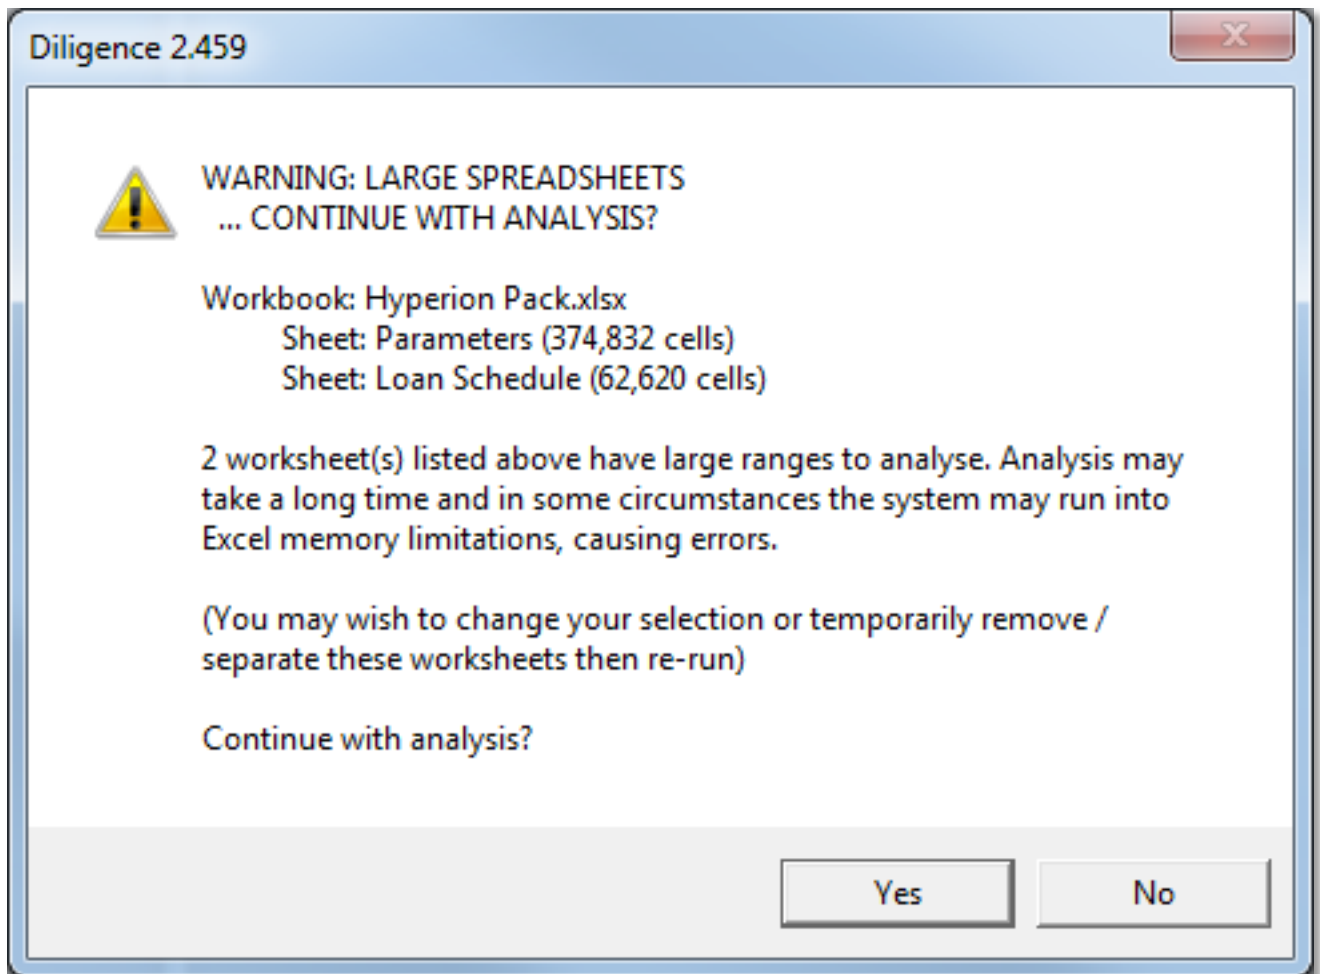 Diligence 2.459
WARNING: LARGE SPREADSHEETS
... CONTINUE WITH ANALYSIS?
Workbook: Hyperion Pack.xlsx
Sheet: Parameters (374,832 cells)
Sheet: Loan Schedule (62,620 cells)
2 worksheet(s) listed above have large ranges to analyse. Analysis may
take a long time and in some circumstances the system may run into
Excel memory limitations, causing errors.
(You may wish to change your selection or temporarily remove /
separate these worksheets then re-run)
Continue with analysis?
Yes No